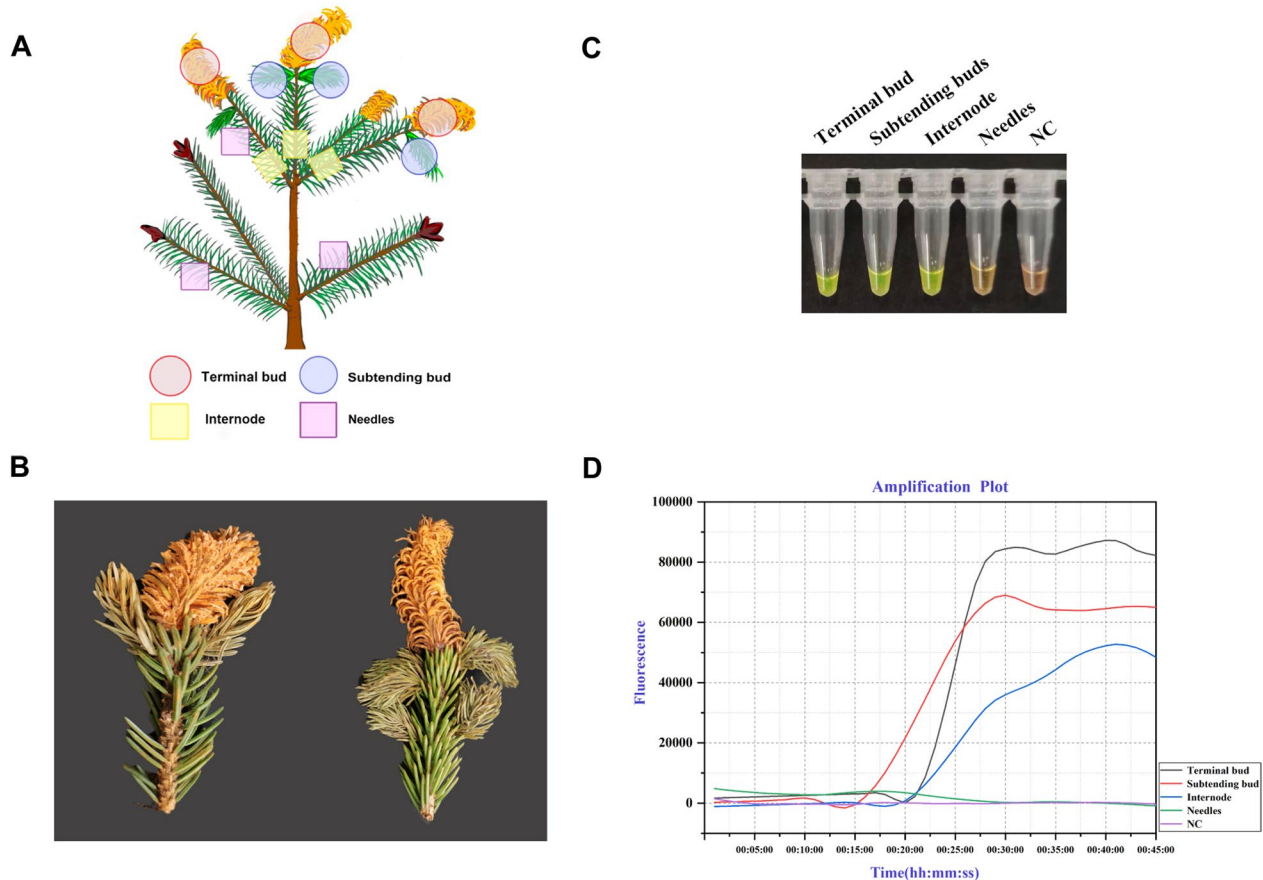 A
Terminal bud
Subtending bud
Internode
Needles
B
C
Terminal bud
Subtending buds
Internode
Needles
NC
D
Amplification Plot
Fluorescence
100000
80000
60000
40000
20000
0
00:05:00 00:10:00 00:15:00 00:20:00 00:25:00 00:30:00 00:35:00 00:40:00 00:45:00
Time(hh:mm:ss)
Terminal bud
Subtending bud
Internode
Needles
NC